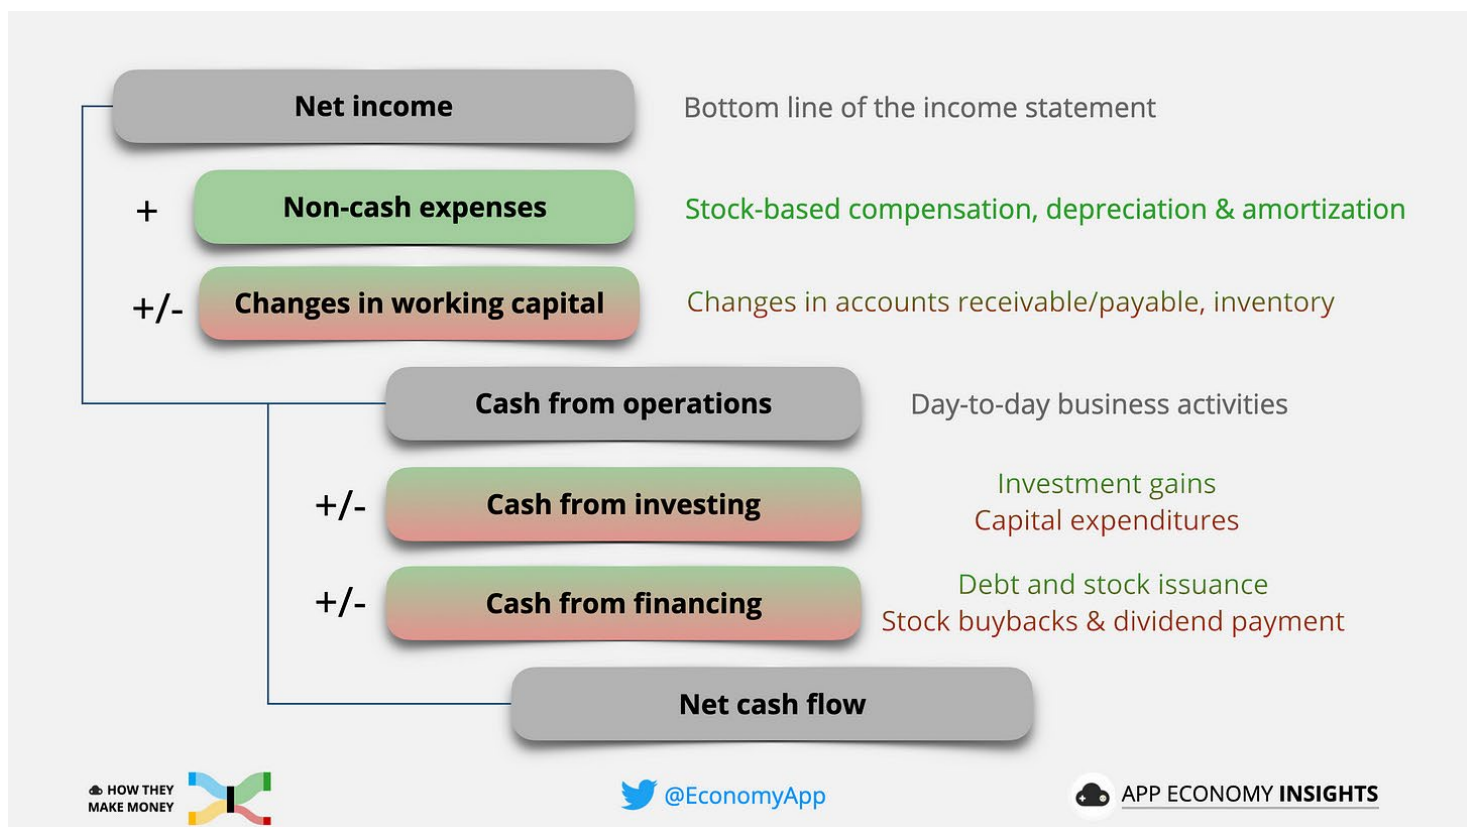 Net income
Bottom line of the income statement
+
Non-cash expenses
Stock-based compensation, depreciation & amortization
+/-
Changes in working capital
Changes in accounts receivable/payable, inventory
Cash from operations
Day-to-day business activities
+/-
Cash from investing
Investment gains
Capital expenditures
+/-
Cash from financing
Debt and stock issuance
Stock buybacks & dividend payment
Net cash flow
HOW THEY
MAKE MONEY
@EconomyApp
APP ECONOMY INSIGHTS